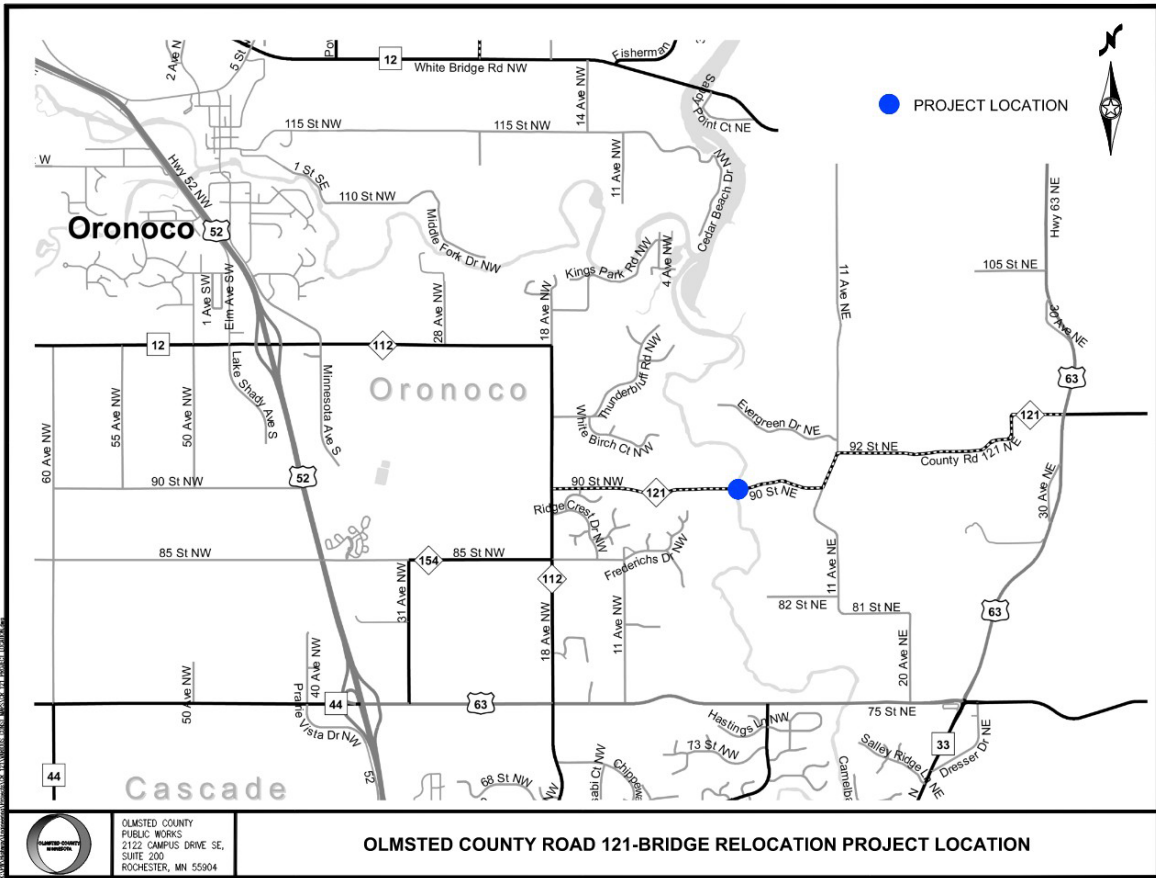 2 Ave N
5 St
12
White Bridge Rd NW
Fisherman
14 Ave NW
Sandy
Point Ct NE
N
PROJECT LOCATION
115 St NW
115 St NW
W
Hwy 52 NW
1 St SE
110 St NW
11 Ave NW
NW
Cedar Beach Dr
Hwy 63 NE
Oronoco
52
Middle Fork Dr NW
Kings Park Rd NW
4 Ave NW
105 St NE
11 Ave NE
1 Ave SW
Elm Ave SW
28 Ave NW
18 Ave NW
30 Ave NE
12
112
63
Lake Shady Ave S
Minnesota Ave S
Oronoco
Thunderbluff Rd NW
55 Ave NW
50 Ave NW
60 Ave NW
White Birch Ct NW
Evergreen Dr NE
121
92 St NE
County Rd 121 NE
52
90 St NW
90 St NW
121
90 St NE
30 Ave NE
Ridge Crest Dr NW
85 St NW
154
85 St NW
Frederichs Dr NW
112
11 Ave NE
31 Ave NW
18 Ave NW
11 Ave NW
82 St NE
81 St NE
63
20 Ave NE
50 Ave NW
40 Ave NW
Prairie Vista Dr NW
44
63
75 St NE
Hastings Ln NW
73 St NW
33
Salley Ridge Ln NE
Dresser Dr NE
44
52
68 St NW
NW
sabi Ct NW
Chippew
Camelba
N
Cascade
OLMSTED COUNTY
MINNESOTA
OLMSTED COUNTY
PUBLIC WORKS
2122 CAMPUS DRIVE SE,
SUITE 200
ROCHESTER, MN 55904
OLMSTED COUNTY ROAD 121-BRIDGE RELOCATION PROJECT LOCATION